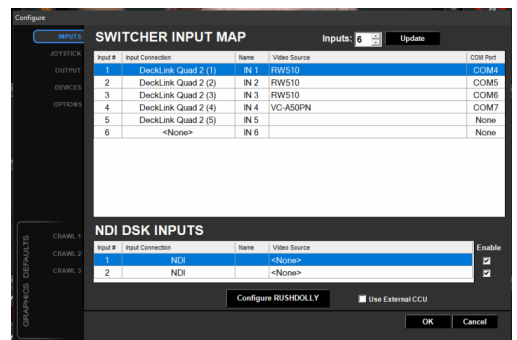 Configure
INPUTS
JOYSTICK
OUTPUT
DEVICES
OPTIONS
SWITCHER INPUT MAP
Inputs: 6
Update
Input # Input Connection Name Video Source COM Port
1 DeckLink Quad 2 (1) IN 1 RW510 COM4
2 DeckLink Quad 2 (2) IN 2 RW510 COM5
3 DeckLink Quad 2 (3) IN 3 RW510 COM6
4 DeckLink Quad 2 (4) IN 4 VC-A50PN COM7
5 DeckLink Quad 2 (5) IN 5 None
6 <None> IN 6 None
GRAPHICS DEFAULTS
CRAWL 1
CRAWL 2
CRAWL 3
NDI DSK INPUTS
Input # Input Connection Name Video Source Enable
1 NDI <None>
2 NDI <None>
Configure RUSHDOLLY
Use External CCU
OK Cancel